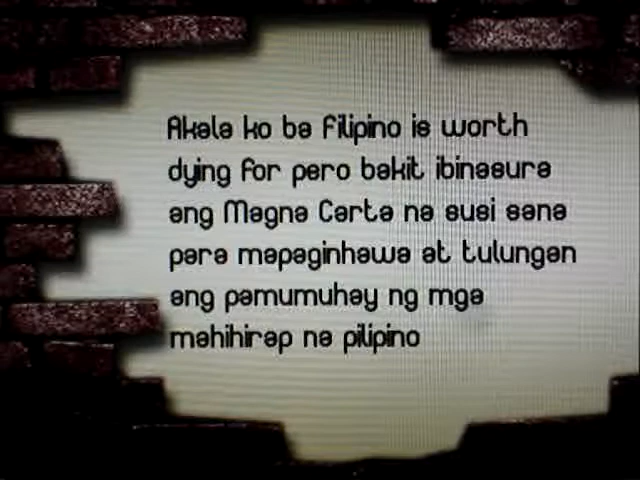 Akala ko ba Filipino is worth
dying for pero bakit ibinasura
ang Magna Carta na susi sana
para mapaginhawa at tulungan
ang pamumuhay ng mga
mahihirap na pilipino